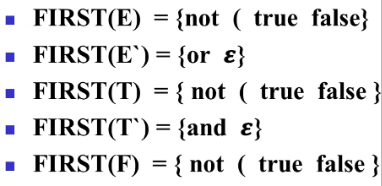 FIRST(E) = {not ( true false}
FIRST(E`) = {or ε}
FIRST(T) = { not ( true false }
FIRST(T`) = {and ε}
FIRST(F) = { not ( true false }